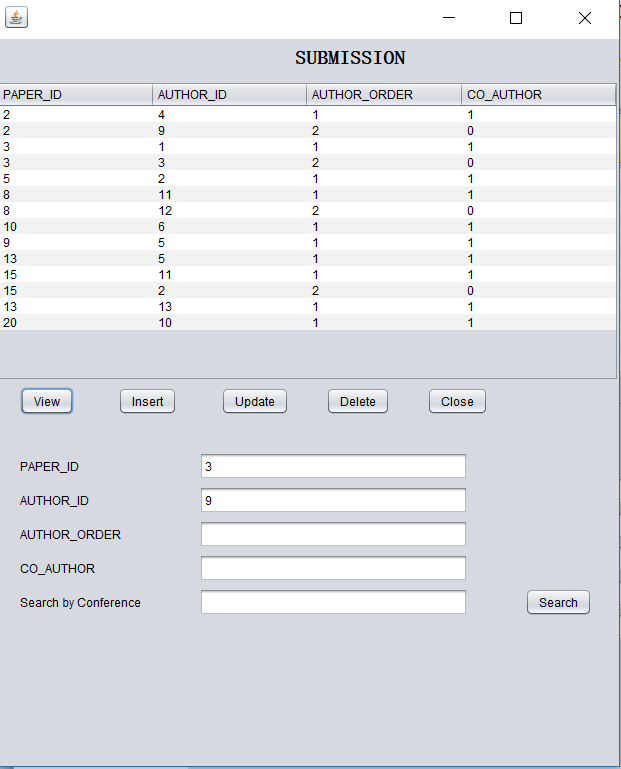 SUBMISSION
PAPER_ID AUTHOR_ID AUTHOR_ORDER CO_AUTHOR
2 4 1 1
2 9 2 0
3 1 1 1
3 3 2 0
5 2 1 1
8 11 1 1
8 12 2 0
10 6 1 1
9 5 1 1
13 5 1 1
15 11 1 1
15 2 2 0
13 13 1 1
20 10 1 1
View Insert Update Delete Close
PAPER_ID 3
AUTHOR_ID 9
AUTHOR_ORDER
CO_AUTHOR
Search by Conference Search